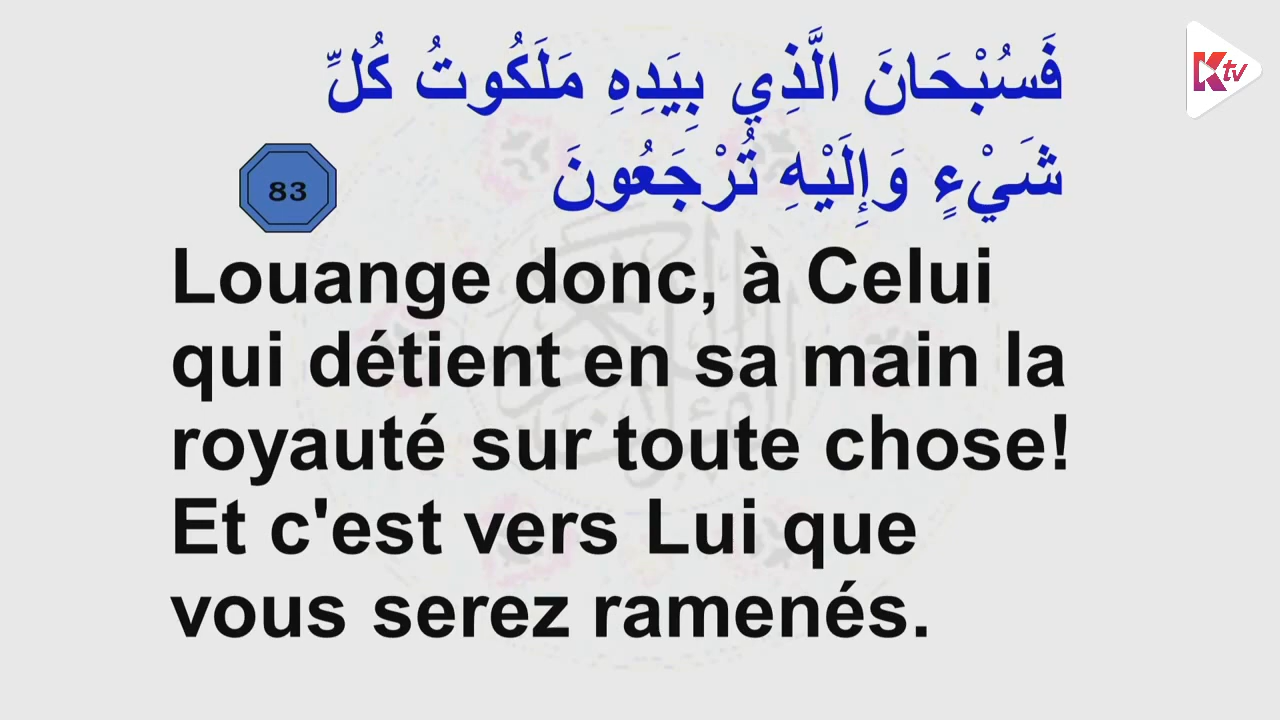 فَسُبْحَانَ الَّذِي بِيَدِهِ مَلَكُوتُ كُلِّ
شَيْءٍ وَإِلَيْهِ تُرْجَعُونَ
83
Louange donc, à Celui
qui détient en sa main la
royauté sur toute chose!
Et c'est vers Lui que
vous serez ramenés.
Ktv